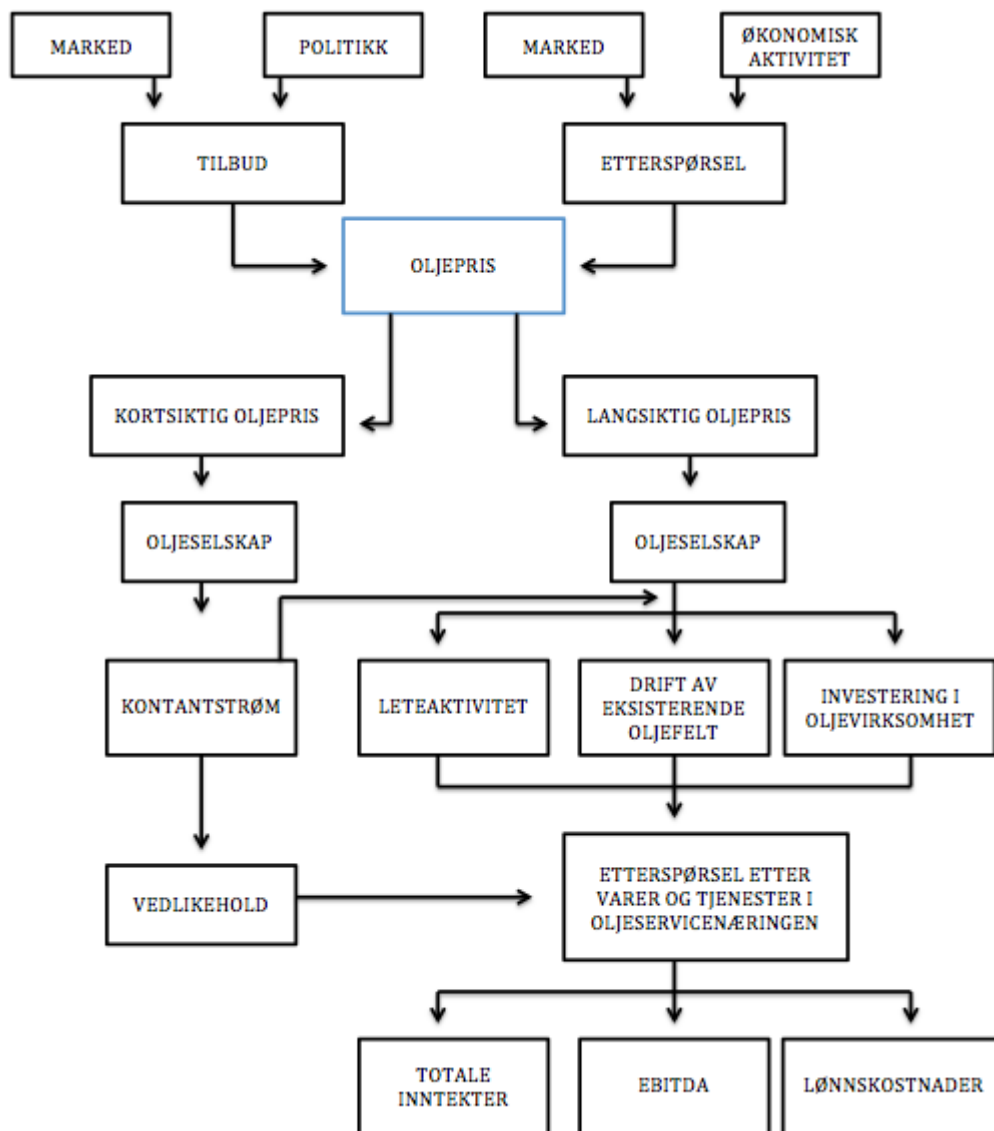 MARKED
POLITIKK
MARKED
ØKONOMISK
AKTIVITET
TILBUD
ETTERSPØRSEL
OLJEPRIS
KORTSIKTIG OLJEPRIS
LANGSIKTIG OLJEPRIS
OLJESELSKAP
OLJESELSKAP
KONTANTSTRØM
LETEAKTIVITET
DRIFT AV
EKSISTERENDE
OLJEFELT
INVESTERING I
OLJEVIRKSOMHET
VEDLIKEHOLD
ETTERSPØRSEL ETTER
VARER OG TJENESTER I
OLJESERVICENÆRINGEN
TOTALE
INNTEKTER
EBITDA
LØNNSKOSTNADER